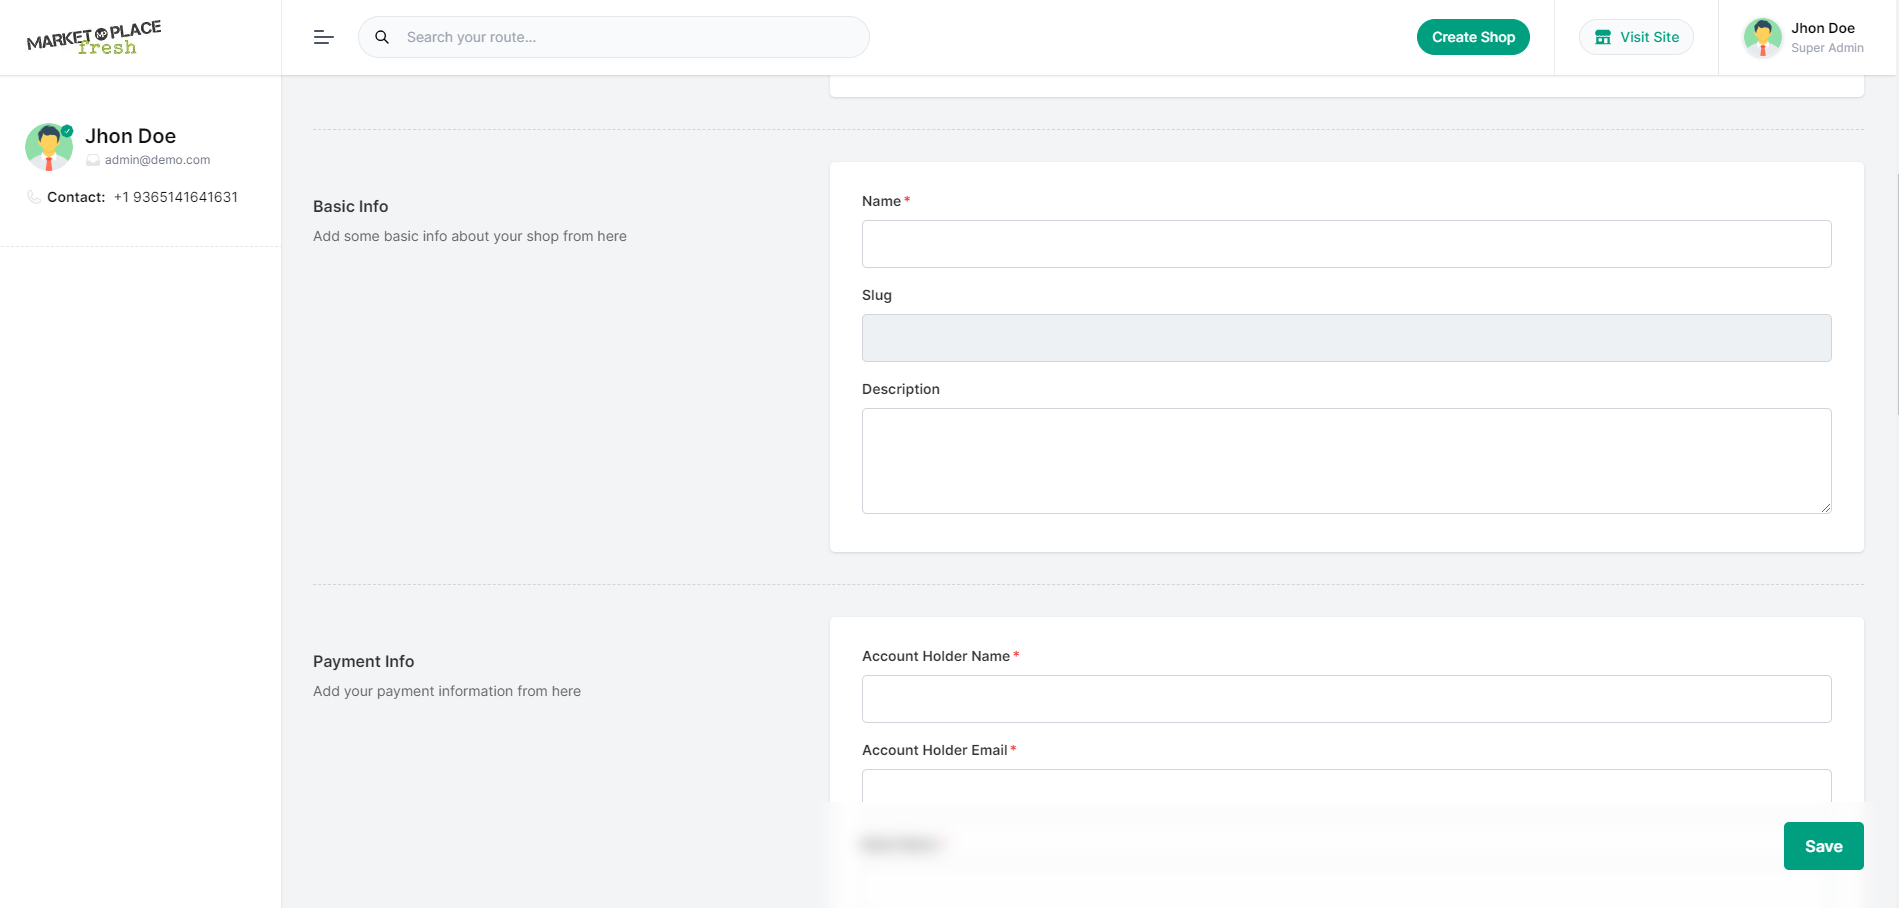 MARKET MP PLACE
fresh
Search your route...
Create Shop
Visit Site
Jhon Doe
Super Admin
Jhon Doe
admin@demo.com
Contact: +1 9365141641631
Basic Info
Add some basic info about your shop from here
Name *
Slug
Description
Payment Info
Add your payment information from here
Account Holder Name *
Account Holder Email *
Save